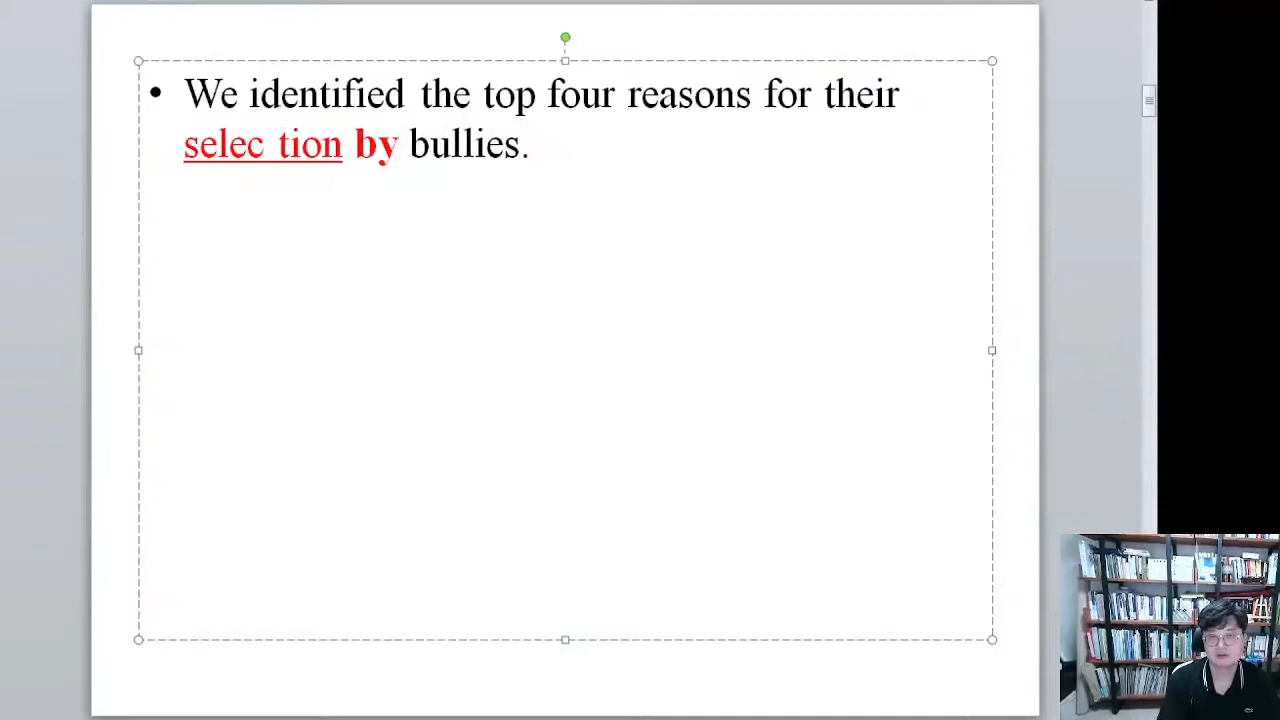 • We identified the top four reasons for their
selec tion by bullies.